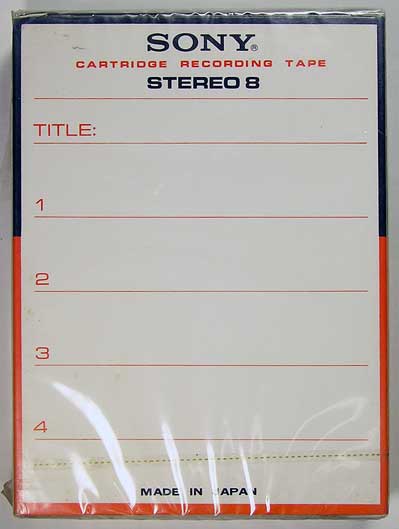 SONY®
CARTRIDGE RECORDING TAPE
STEREO 8
TITLE:
1
2
3
4
MADE IN JAPAN